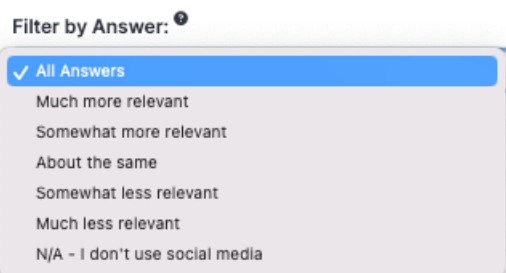 Filter by Answer: ?
All Answers
Much more relevant
Somewhat more relevant
About the same
Somewhat less relevant
Much less relevant
N/A - I don't use social media